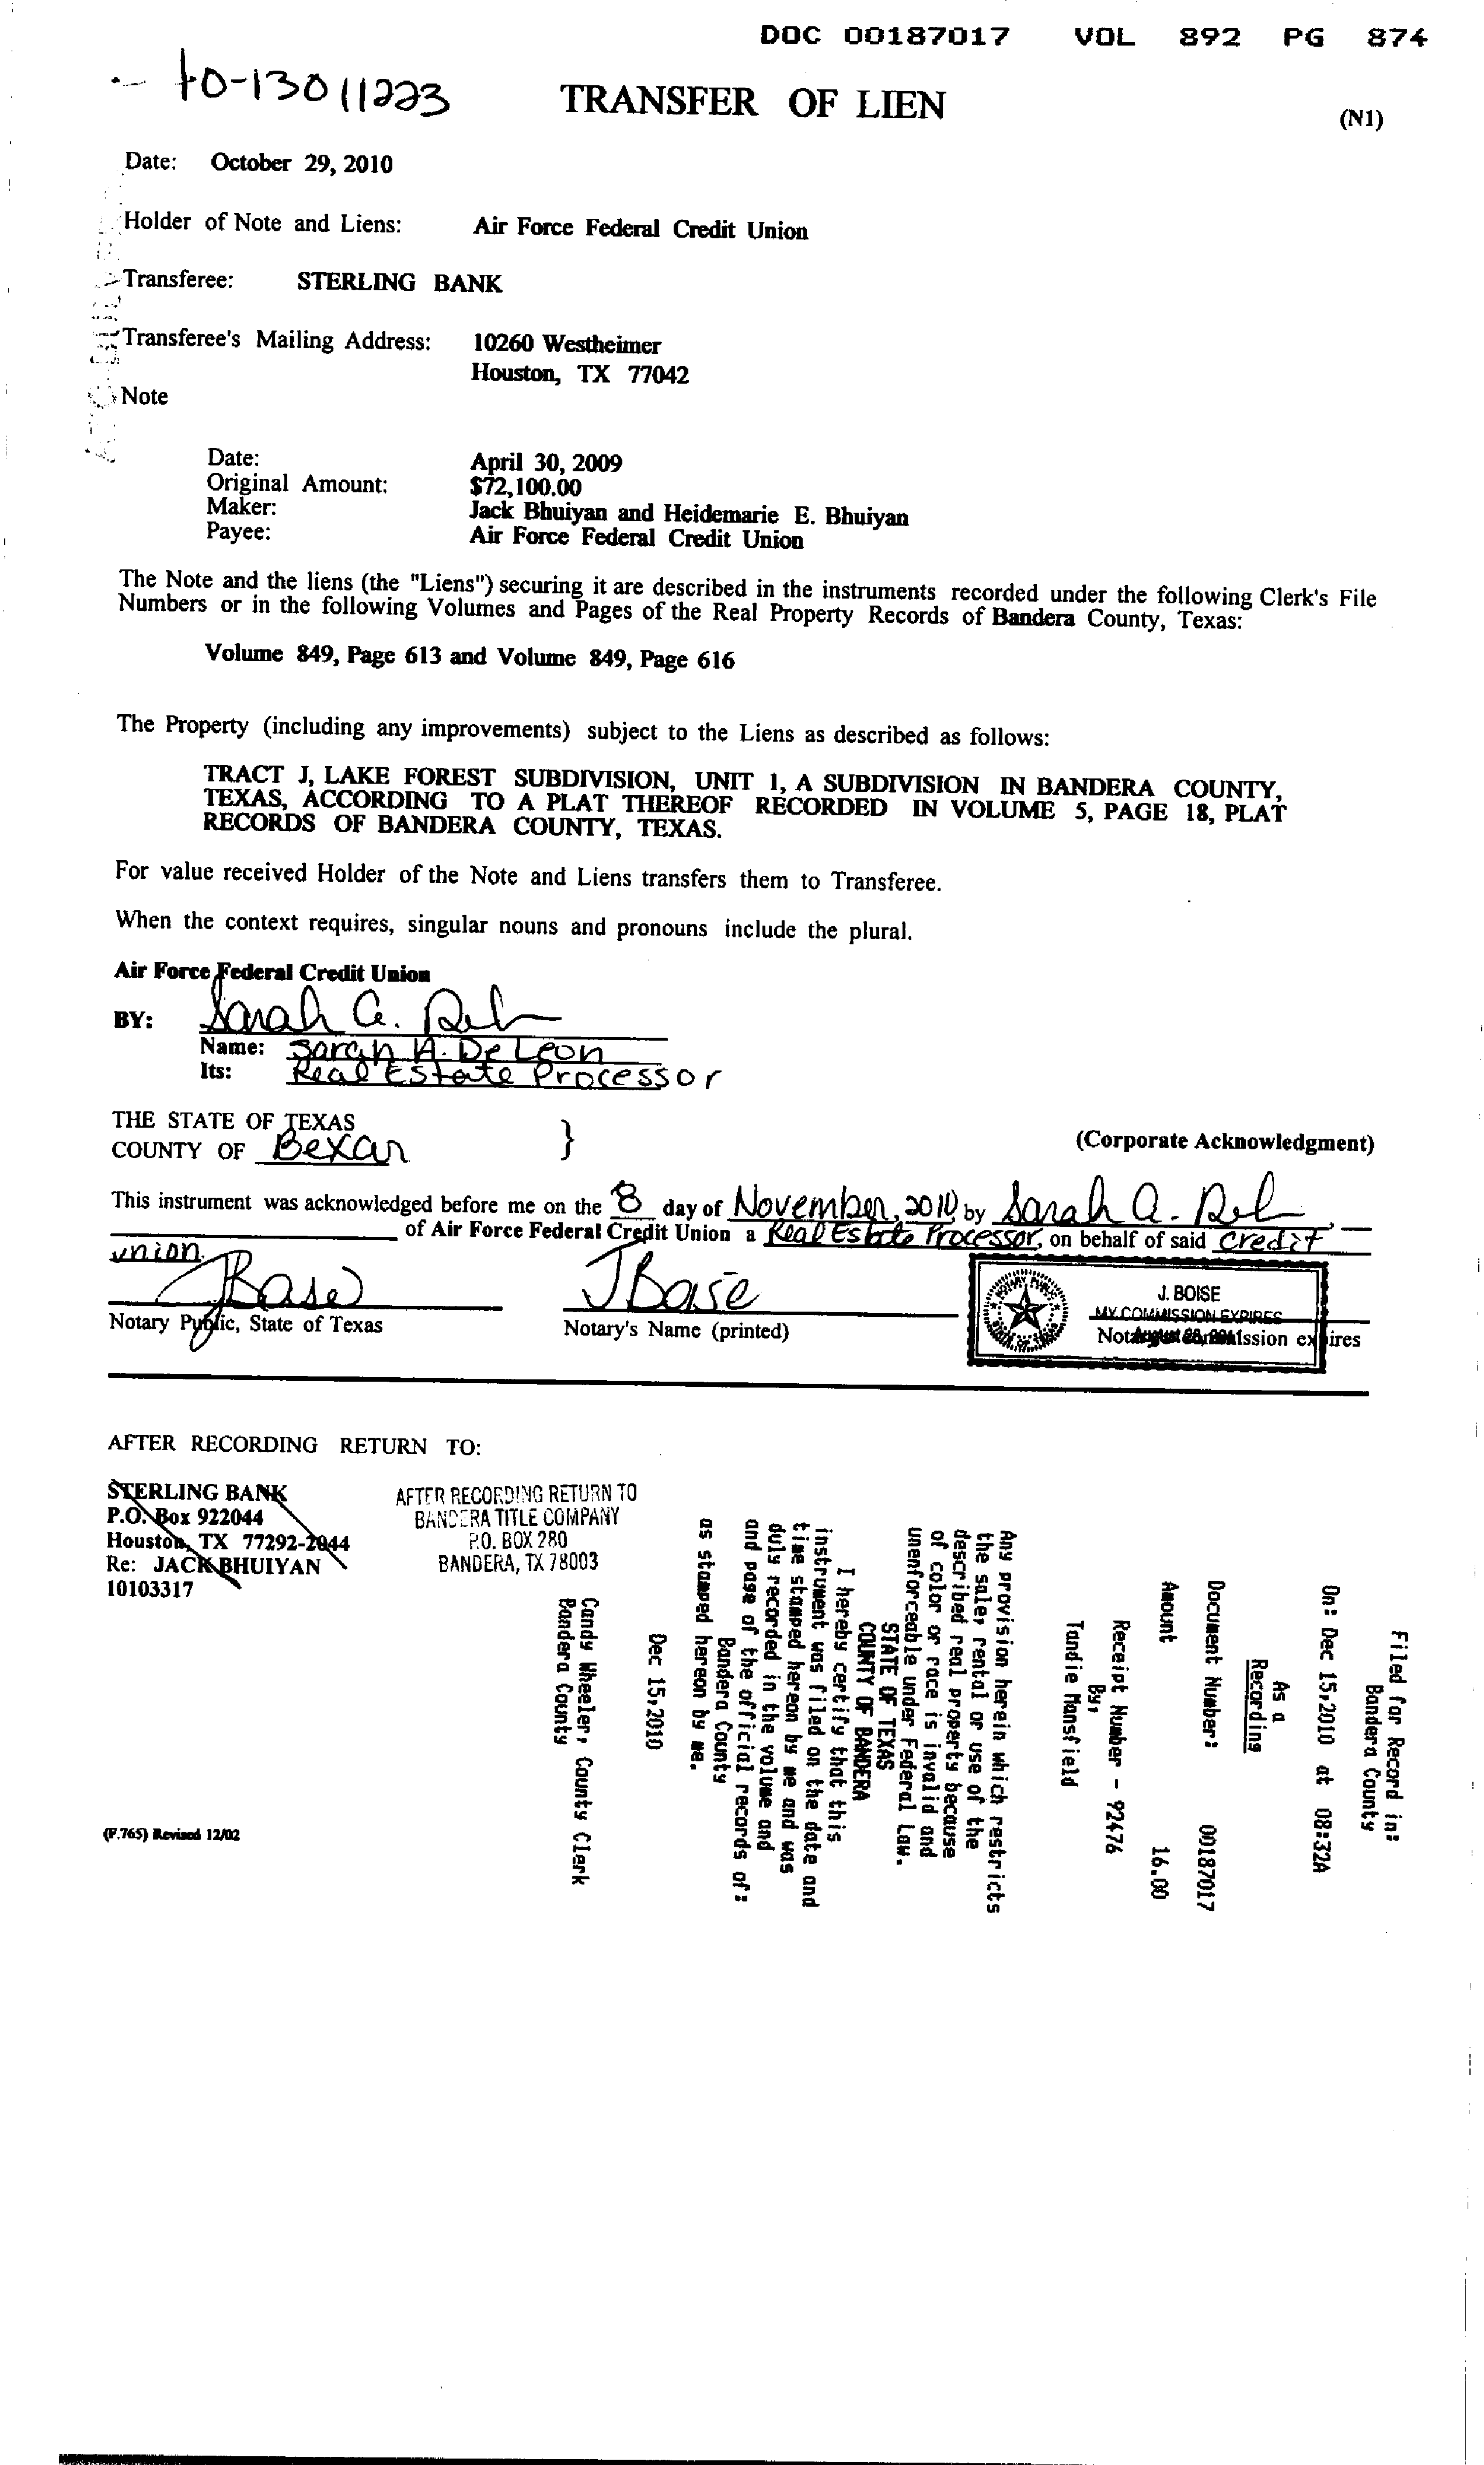 DOC 00187017 VOL 892 PG 874
to-13011223
TRANSFER OF LIEN
(N1)
Date: October 29, 2010
Holder of Note and Liens: Air Force Federal Credit Union
Transferee: STERLING BANK
Transferee's Mailing Address: 10260 Westheimer
Houston, TX 77042
Note
Date: April 30, 2009
Original Amount: $72,100.00
Maker: Jack Bhuiyan and Heidemarie E. Bhuiyan
Payee: Air Force Federal Credit Union
The Note and the liens (the "Liens") securing it are described in the instruments recorded under the following Clerk's File
Numbers or in the following Volumes and Pages of the Real Property Records of Bandera County, Texas:
Volume 849, Page 613 and Volume 849, Page 616
The Property (including any improvements) subject to the Liens as described as follows:
TRACT J, LAKE FOREST SUBDIVISION, UNIT 1, A SUBDIVISION IN BANDERA COUNTY,
TEXAS, ACCORDING TO A PLAT THEREOF RECORDED IN VOLUME 5, PAGE 18, PLAT
RECORDS OF BANDERA COUNTY, TEXAS.
For value received Holder of the Note and Liens transfers them to Transferee.
When the context requires, singular nouns and pronouns include the plural.
Air Force Federal Credit Union
BY: Sarah A.
Name: Sarah A. De Leon
Its: Real Estate Processor
THE STATE OF TEXAS
COUNTY OF Bexar }
(Corporate Acknowledgment)
This instrument was acknowledged before me on the 8 day of November, 2010 by Sarah A.
of Air Force Federal Credit Union a Real Estate Processor, on behalf of said credit
union.
JBoise JBoise
J. BOISE
MY COMMISSION EXPIRES
Notary Public, State of Texas Notary's Name (printed) expires
AFTER RECORDING RETURN TO:
STERLING BANK
P.O. Box 922044
Houston, TX 77292-2044
Re: JACK BHUIYAN
10103317
AFTER RECORDING RETURN TO
BANDERA TITLE COMPANY
P.O. BOX 280
BANDERA, TX 78003
Filed for Record in:
Bandera County
On: Dec 15,2010 at 08:32A
As a
Recording
Document Number: 00187017
Amount 16.00
Receipt Number - 92476
By,
Tandie Mansfield
Any provision herein which restricts
the sale, rental or use of the
described real property because
of color or race is invalid and
unenforceable under Federal Law.
STATE OF TEXAS
COUNTY OF BANDERA
I hereby certify that this
instrument was filed on the date and
time stamped hereon by me and was
duly recorded in the volume and
and page of the official records of:
Bandera County
as stamped hereon by me.
Dec 15,2010
Candy Wheeler, County Clerk
Bandera County
(F.765) Revised 12/02